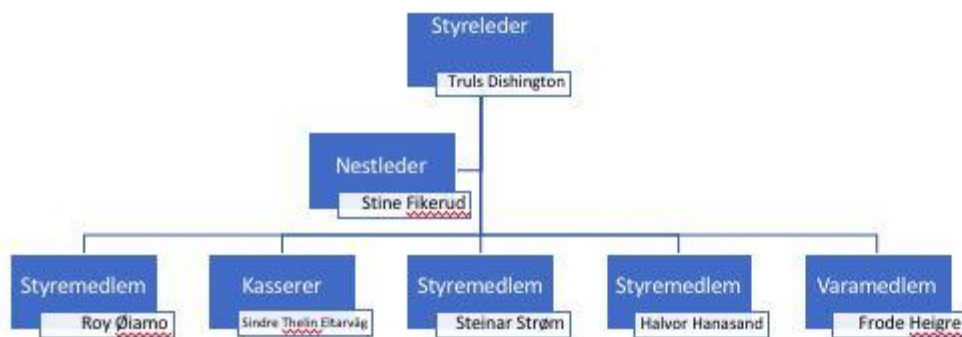 Styreleder
Truls Dishington
Nestleder
Stine Fikerud
Styremedlem
Roy Øiamo
Kasserer
Sindre Thelin Eltarvåg
Styremedlem
Steinar Strøm
Styremedlem
Halvor Hanasand
Varamedlem
Frode Heigre